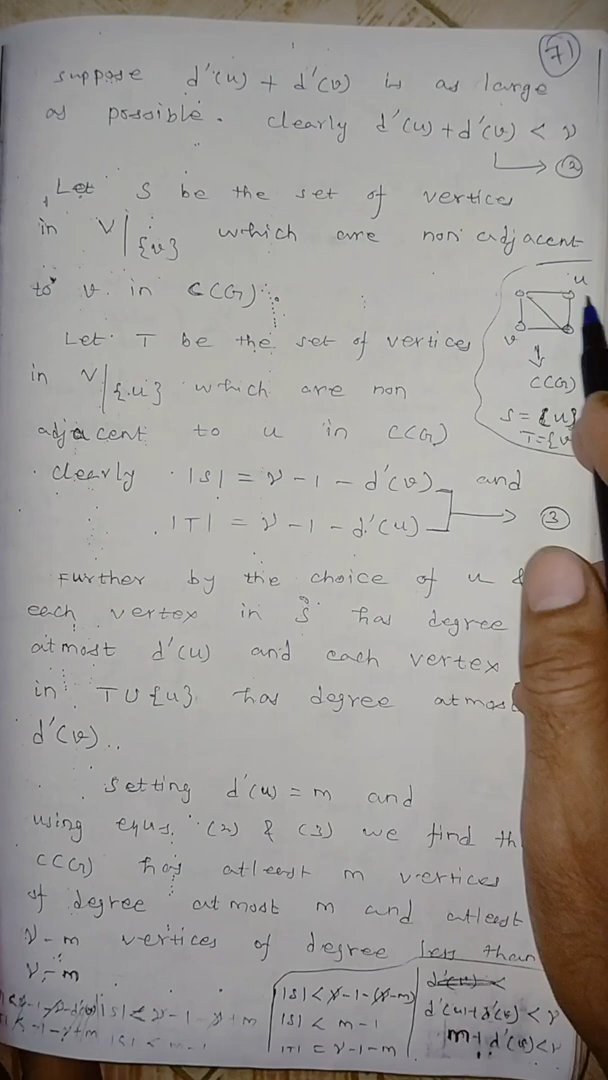 71
suppose d'(u) + d'(v) is as large
as possible. clearly d'(u)+d'(v) < ν
→ (2)
Let S be the set of vertices
in V|{v} which are non adjacent
to v. in C(G).
u
v
C(G)
S = {u}
T = {v
Let T be the set of vertices
in V|{u} which are non
adjacent to u in C(G)
clearly |S| = ν-1-d'(v) and
|T| = ν-1-d'(u) → (3)
Further by the choice of u &
each vertex in S has degree
atmost d'(u) and each vertex
in T∪{u} has degree atmos
d'(v)..
Setting d'(u) = m and
using equs. (2) & (3) we find th
C(G) has atleast m vertices
of degree at most m and atleast
ν-m vertices of degree less than
ν-m
|S| < ν-1-(ν-m)
|S| < m-1
|T| = ν-1-m
d'(v) <
d'(u)+d'(v) < ν
m+d'(v) < ν
|S| < ν-1-ν+m